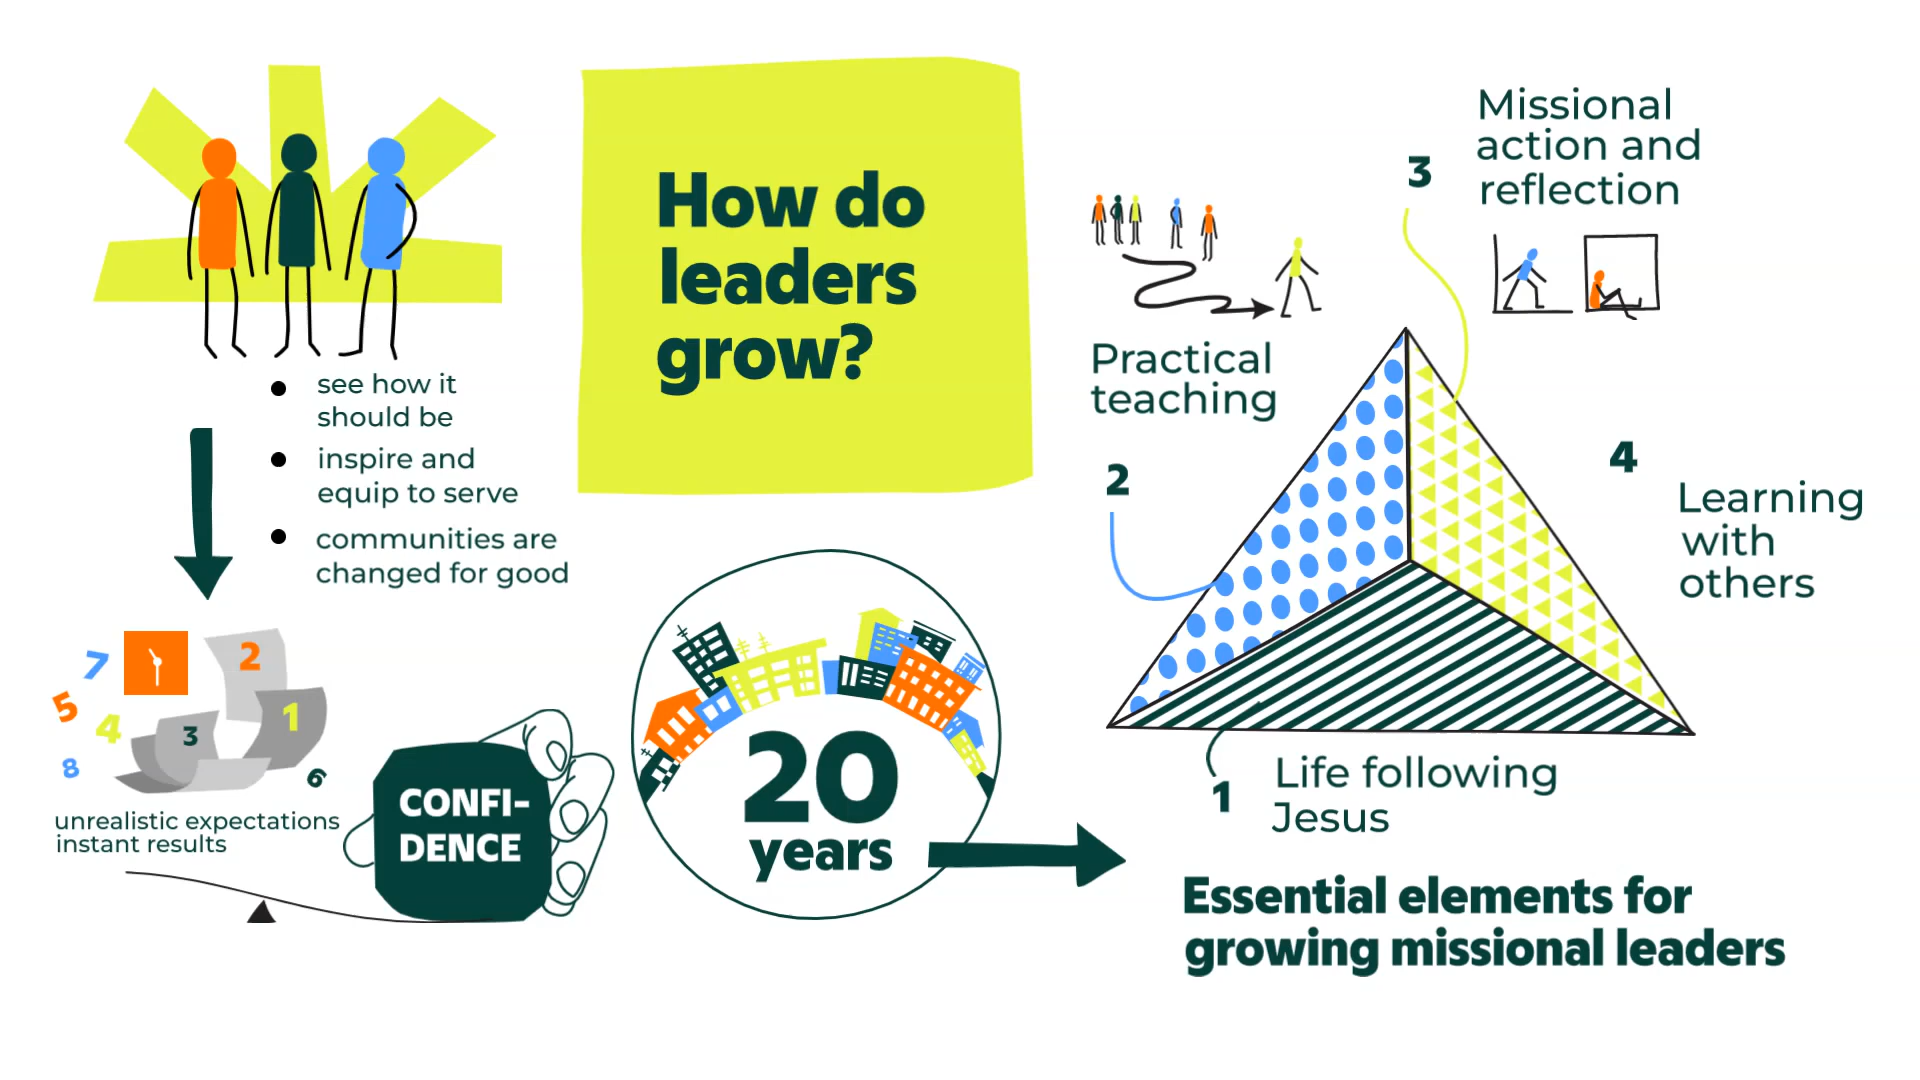 How do
leaders
grow?
see how it
should be
inspire and
equip to serve
communities are
changed for good
7
2
5
4
3
1
8
6
unrealistic expectations
instant results
CONFI-
DENCE
20
years
3
Missional
action and
reflection
Practical
teaching
2
4
Learning
with
others
1
Life following
Jesus
Essential elements for
growing missional leaders